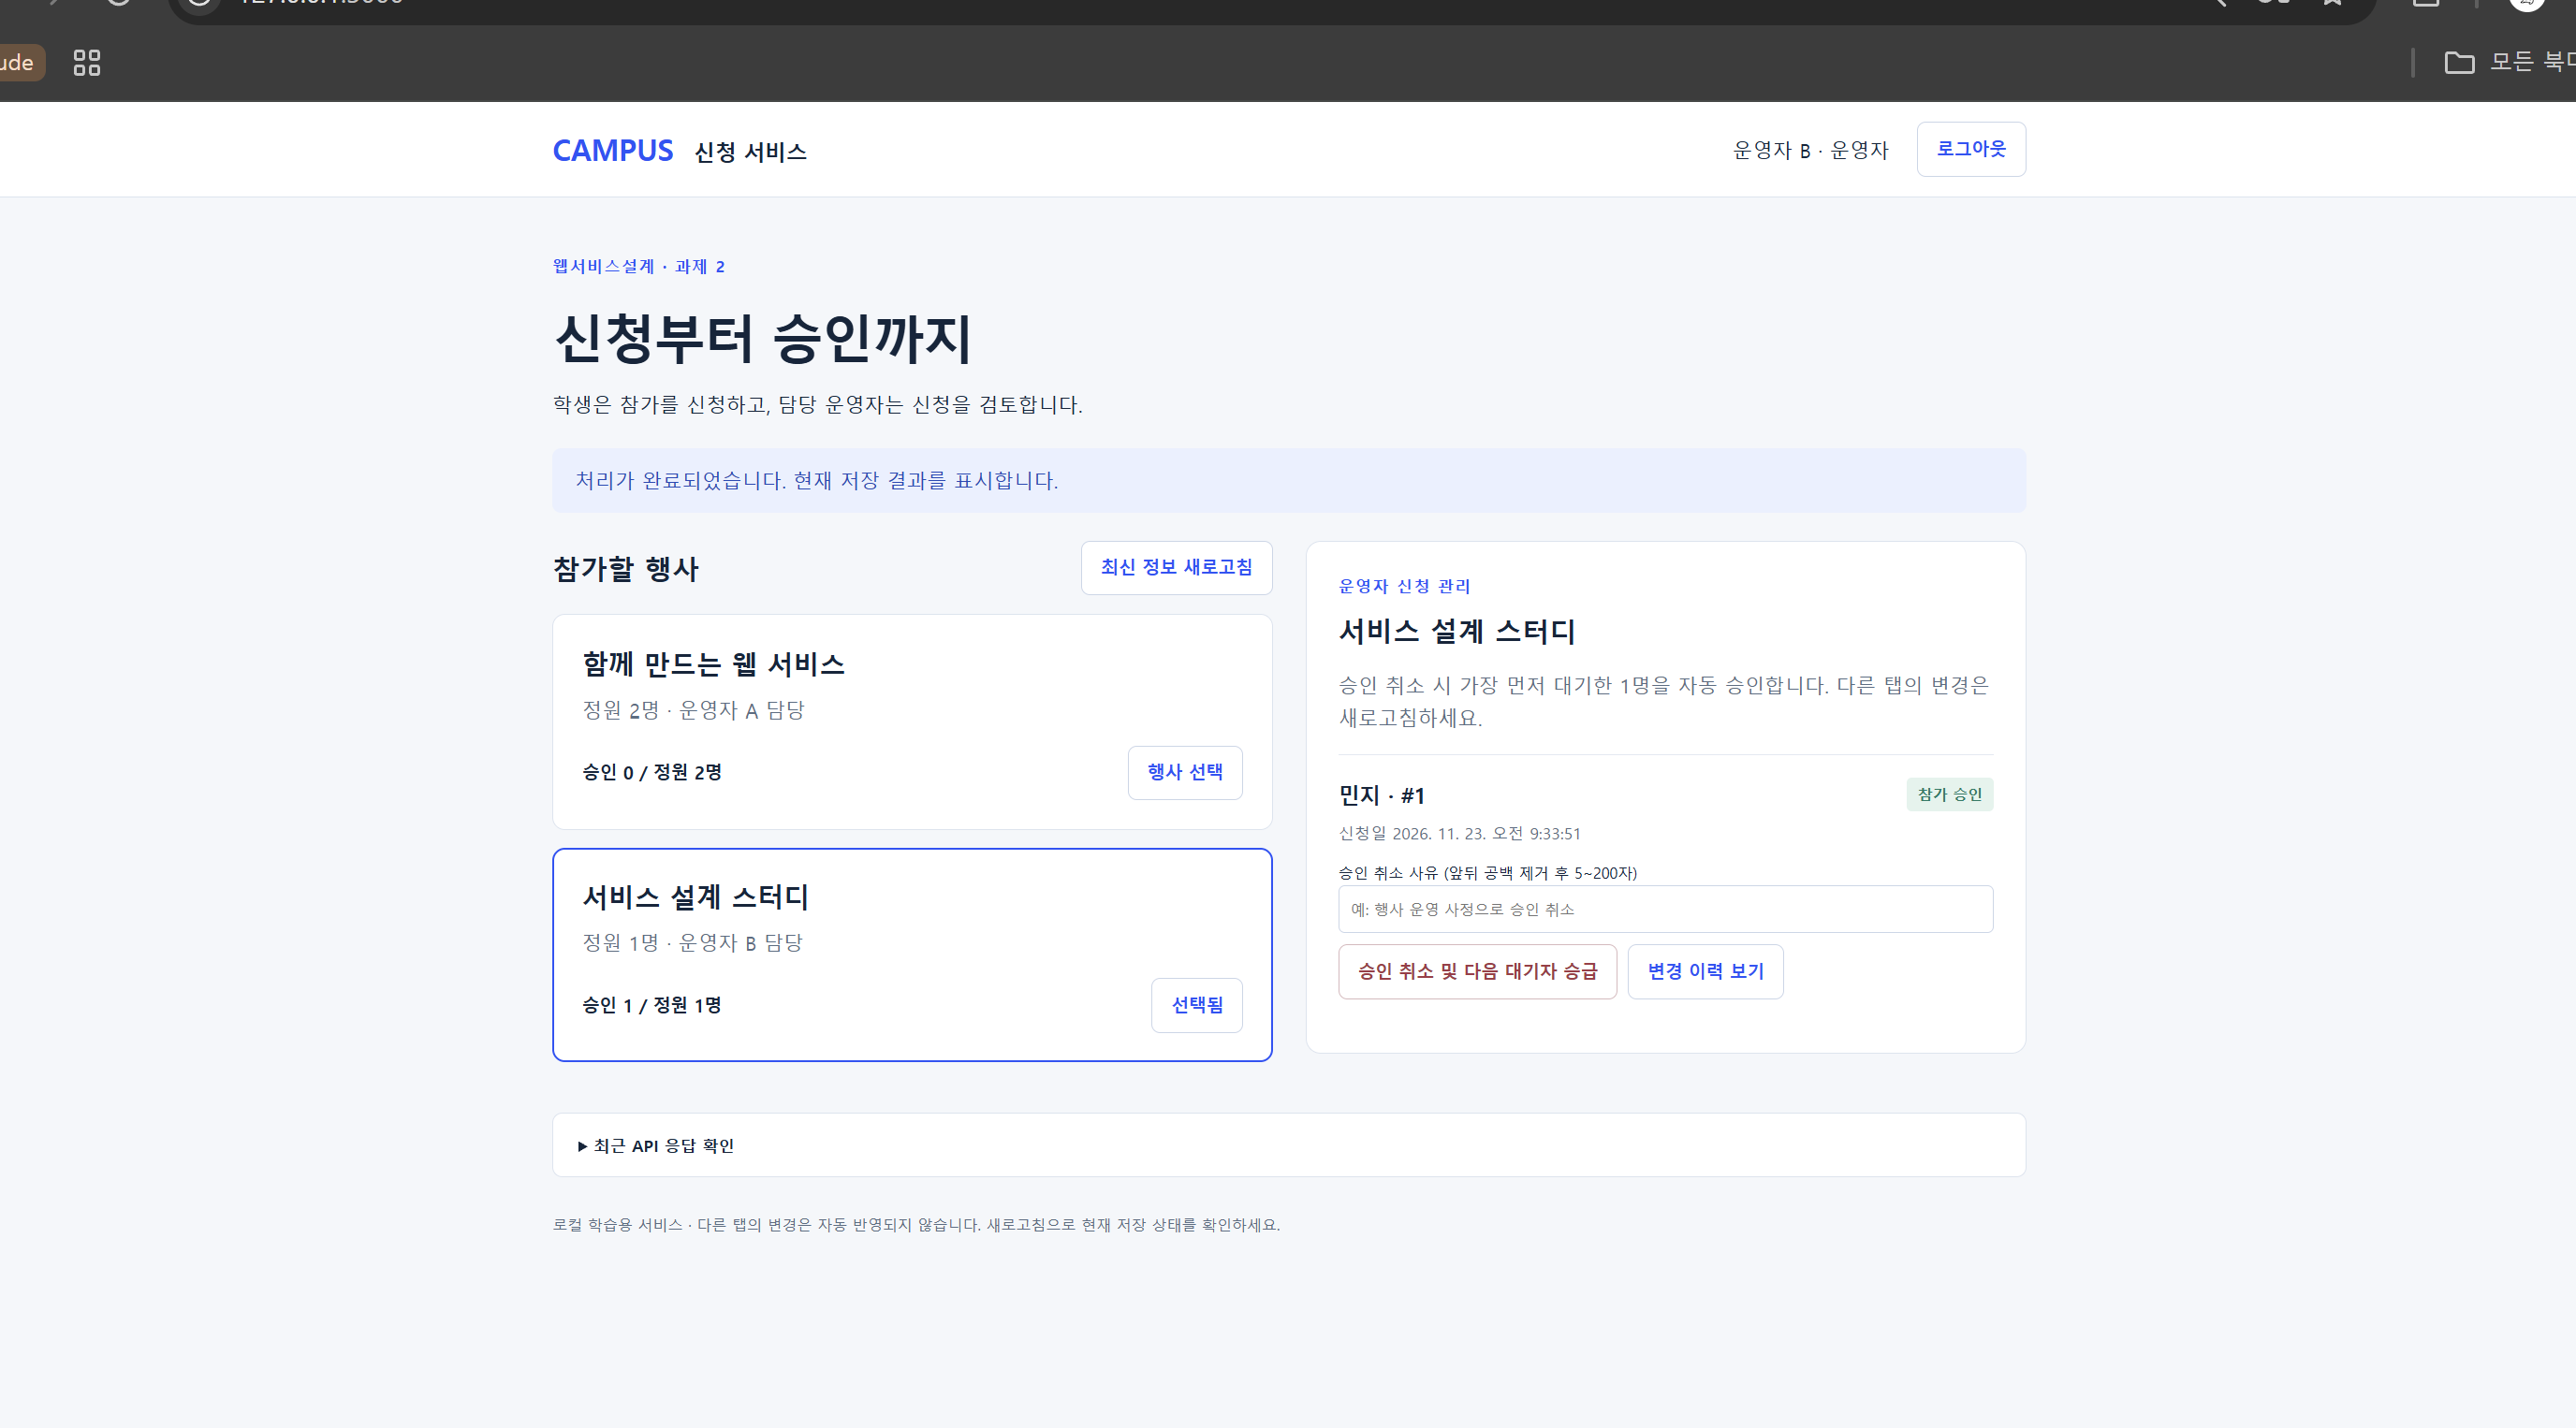 모든
CAMPUS 신청 서비스
운영자 B · 운영자
로그아웃
웹서비스설계 · 과제 2
신청부터 승인까지
학생은 참가를 신청하고, 담당 운영자는 신청을 검토합니다.
처리가 완료되었습니다. 현재 저장 결과를 표시합니다.
참가할 행사
최신 정보 새로고침
함께 만드는 웹 서비스
정원 2명 · 운영자 A 담당
승인 0 / 정원 2명
행사 선택
서비스 설계 스터디
정원 1명 · 운영자 B 담당
승인 1 / 정원 1명
선택됨
운영자 신청 관리
서비스 설계 스터디
승인 취소 시 가장 먼저 대기한 1명을 자동 승인합니다. 다른 탭의 변경은
새로고침하세요.
민지 · #1
참가 승인
신청일 2026. 11. 23. 오전 9:33:51
승인 취소 사유 (앞뒤 공백 제거 후 5~200자)
예: 행사 운영 사정으로 승인 취소
승인 취소 및 다음 대기자 승급
변경 이력 보기
▶ 최근 API 응답 확인
로컬 학습용 서비스 · 다른 탭의 변경은 자동 반영되지 않습니다. 새로고침으로 현재 저장 상태를 확인하세요.